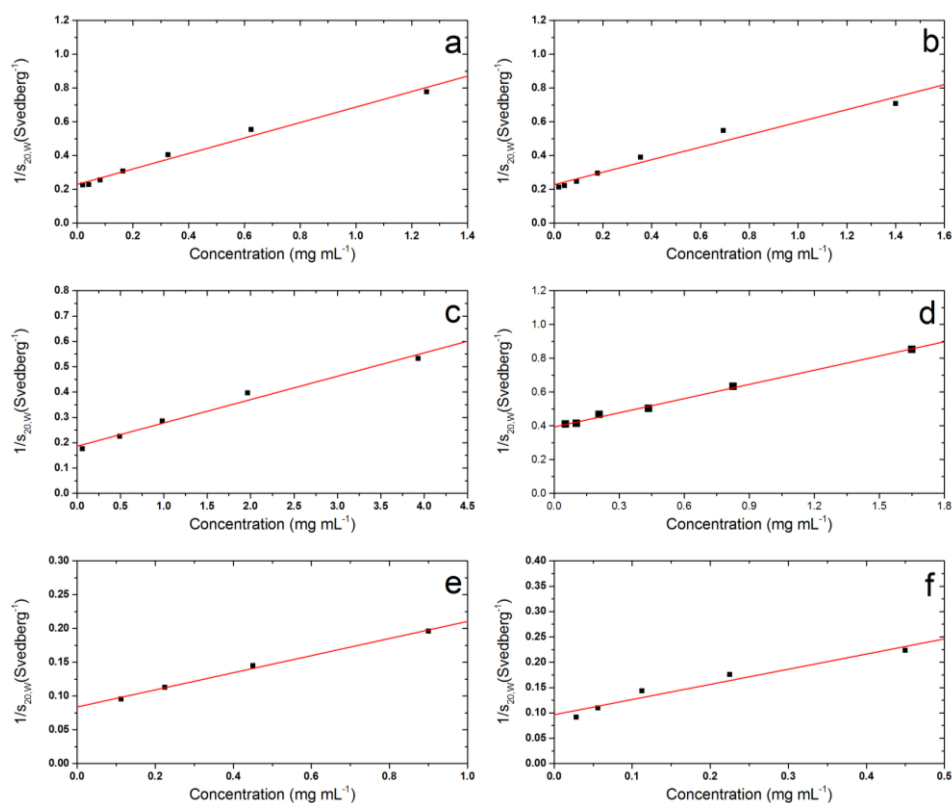 a
1.2
1.0
0.8
0.6
0.4
0.2
0.0
1/s20,W(Svedberg-1)
0.0 0.2 0.4 0.6 0.8 1.0 1.2 1.4
Concentration (mg mL-1)
b
1.2
1.0
0.8
0.6
0.4
0.2
0.0
1/s20,W(Svedberg-1)
0.0 0.2 0.4 0.6 0.8 1.0 1.2 1.4 1.6
Concentration (mg mL-1)
c
0.8
0.7
0.6
0.5
0.4
0.3
0.2
0.1
0.0
1/s20,W(Svedberg-1)
0.0 0.5 1.0 1.5 2.0 2.5 3.0 3.5 4.0 4.5
Concentration (mg mL-1)
d
1.2
1.0
0.8
0.6
0.4
0.2
0.0
1/s20,W(Svedberg-1)
0.0 0.3 0.6 0.9 1.2 1.5 1.8
Concentration (mg mL-1)
e
0.30
0.25
0.20
0.15
0.10
0.05
0.00
1/s20,W(Svedberg-1)
0.0 0.2 0.4 0.6 0.8 1.0
Concentration (mg mL-1)
f
0.40
0.35
0.30
0.25
0.20
0.15
0.10
0.05
0.00
1/s20,W(Svedberg-1)
0.0 0.1 0.2 0.3 0.4 0.5
Concentration (mg mL-1)